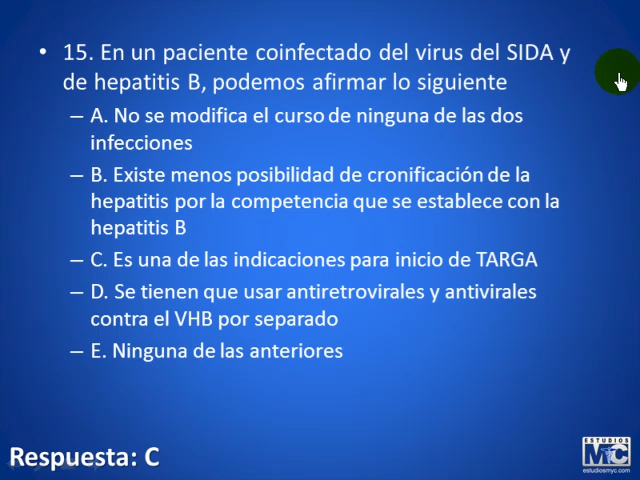 • 15. En un paciente coinfectado del virus del SIDA y
de hepatitis B, podemos afirmar lo siguiente
– A. No se modifica el curso de ninguna de las dos
infecciones
– B. Existe menos posibilidad de cronificación de la
hepatitis por la competencia que se establece con la
hepatitis B
– C. Es una de las indicaciones para inicio de TARGA
– D. Se tienen que usar antiretrovirales y antivirales
contra el VHB por separado
– E. Ninguna de las anteriores
Respuesta: C
ESTUDIOS
MyC
estudiosmyc.com